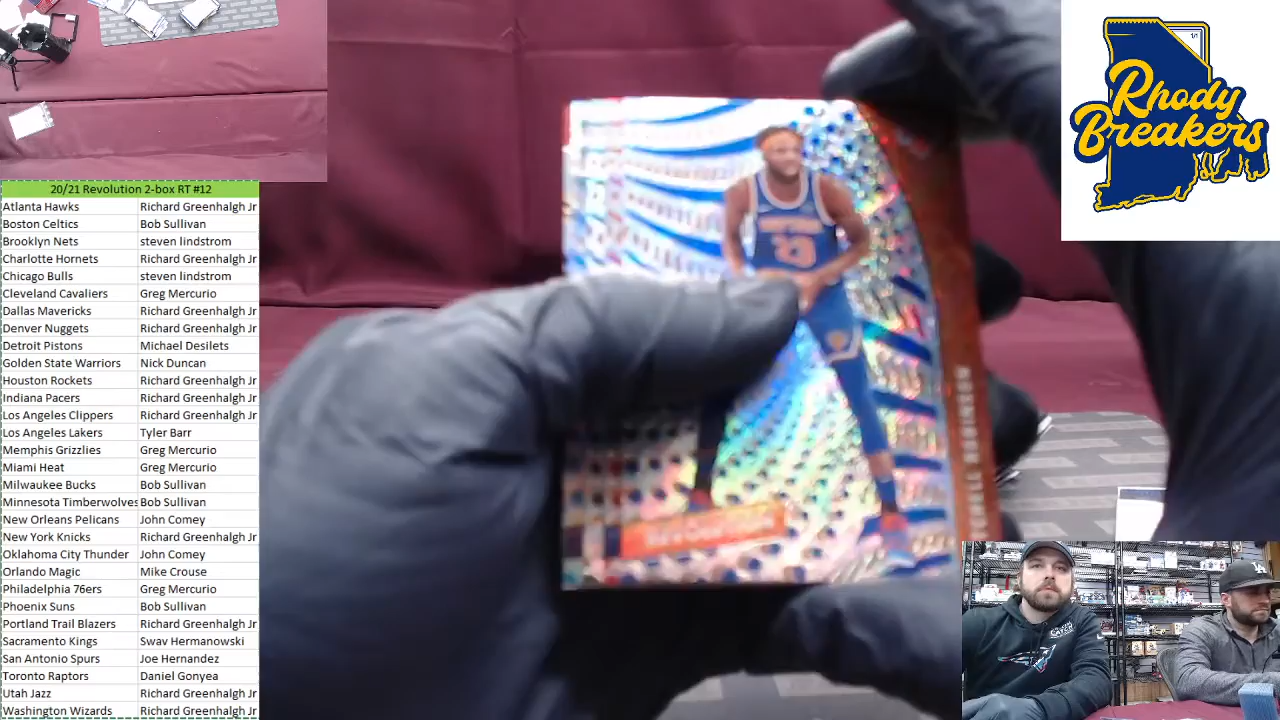 20/21 Revolution 2-box RT #12
Atlanta Hawks Richard Greenhalgh Jr
Boston Celtics Bob Sullivan
Brooklyn Nets steven lindstrom
Charlotte Hornets Richard Greenhalgh Jr
Chicago Bulls steven lindstrom
Cleveland Cavaliers Greg Mercurio
Dallas Mavericks Richard Greenhalgh Jr
Denver Nuggets Richard Greenhalgh Jr
Detroit Pistons Michael Desilets
Golden State Warriors Nick Duncan
Houston Rockets Richard Greenhalgh Jr
Indiana Pacers Richard Greenhalgh Jr
Los Angeles Clippers Richard Greenhalgh Jr
Los Angeles Lakers Tyler Barr
Memphis Grizzlies Greg Mercurio
Miami Heat Greg Mercurio
Milwaukee Bucks Bob Sullivan
Minnesota Timberwolves Bob Sullivan
New Orleans Pelicans John Comey
New York Knicks Richard Greenhalgh Jr
Oklahoma City Thunder John Comey
Orlando Magic Mike Crouse
Philadelphia 76ers Greg Mercurio
Phoenix Suns Bob Sullivan
Portland Trail Blazers Richard Greenhalgh Jr
Sacramento Kings Swav Hermanowski
San Antonio Spurs Joe Hernandez
Toronto Raptors Daniel Gonyea
Utah Jazz Richard Greenhalgh Jr
Washington Wizards Richard Greenhalgh Jr
23
ROBINSON
Rhody
Breakers
1/1
LA